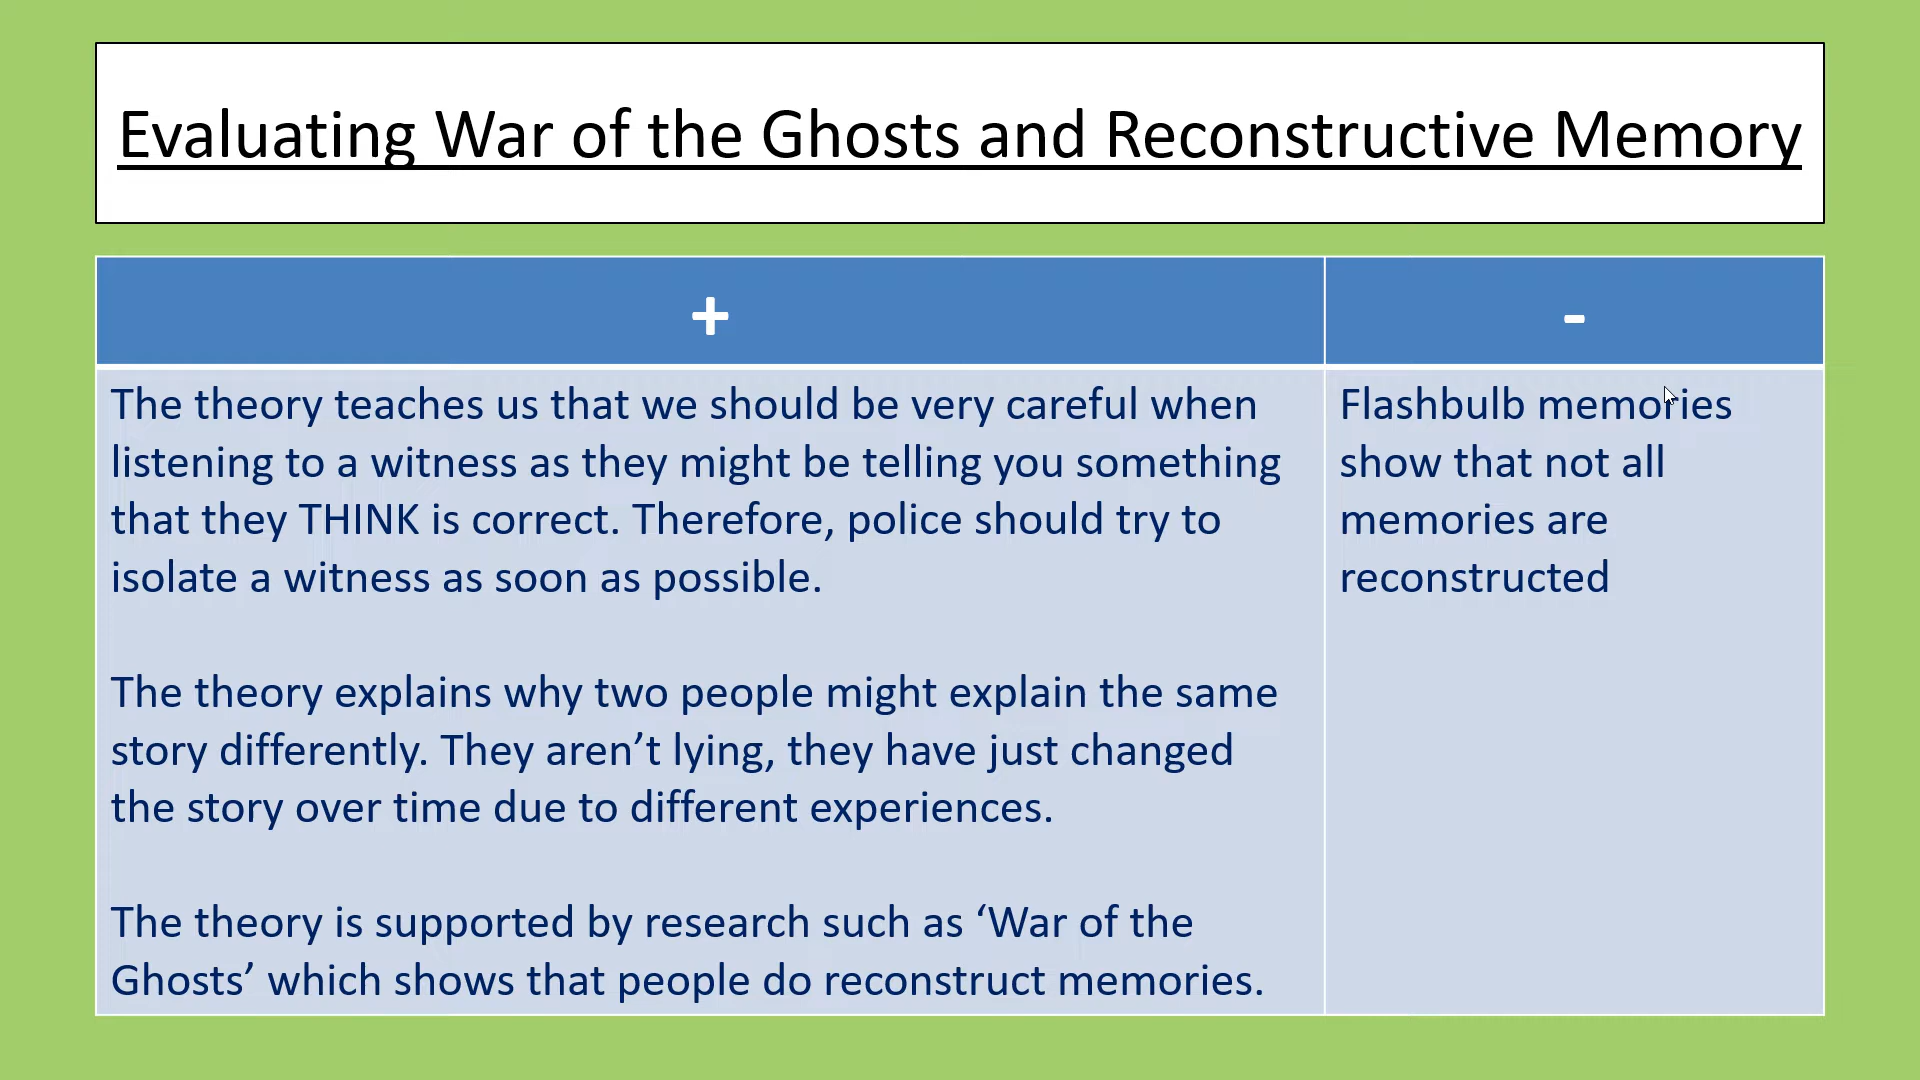 Evaluating War of the Ghosts and Reconstructive Memory
+
-
The theory teaches us that we should be very careful when
listening to a witness as they might be telling you something
that they THINK is correct. Therefore, police should try to
isolate a witness as soon as possible.
The theory explains why two people might explain the same
story differently. They aren’t lying, they have just changed
the story over time due to different experiences.
The theory is supported by research such as ‘War of the
Ghosts’ which shows that people do reconstruct memories.
Flashbulb memories
show that not all
memories are
reconstructed